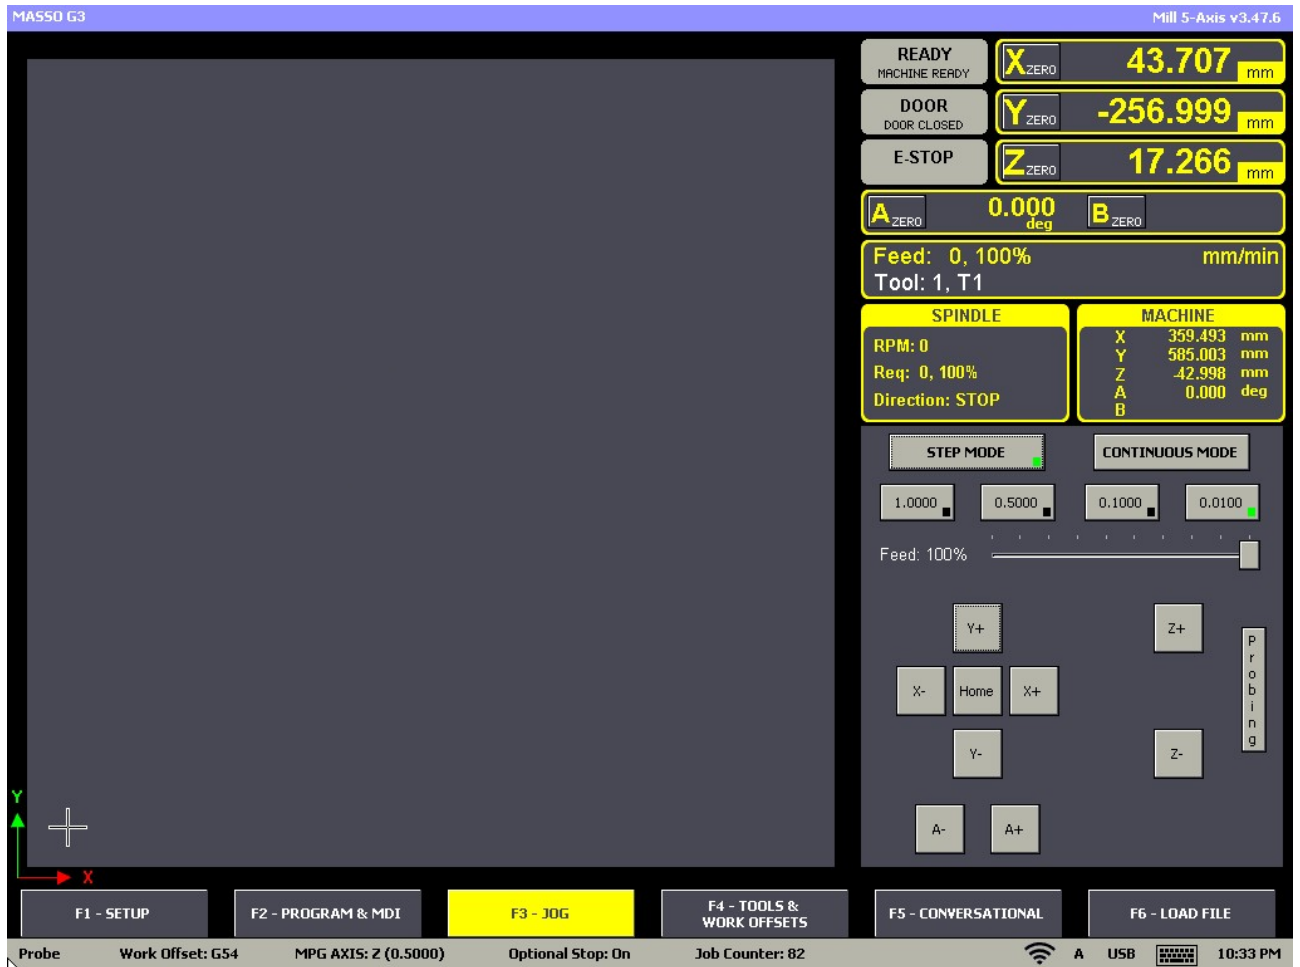 MASSO G3
Mill 5-Axis v3.47.6
READY
MACHINE READY
X ZERO 43.707 mm
DOOR
DOOR CLOSED
Y ZERO -256.999 mm
E-STOP
Z ZERO 17.266 mm
A ZERO 0.000 deg B ZERO
Feed: 0, 100% mm/min
Tool: 1, T1
SPINDLE
RPM: 0
Req: 0, 100%
Direction: STOP
MACHINE
X 359.493 mm
Y 585.003 mm
Z -42.998 mm
A 0.000 deg
B
STEP MODE CONTINUOUS MODE
1.0000 0.5000 0.1000 0.0100
Feed: 100%
Y+ Z+
X- Home X+
Probing
Y- Z-
A- A+
Y
X
F1 - SETUP
F2 - PROGRAM & MDI
F3 - JOG
F4 - TOOLS &
WORK OFFSETS
F5 - CONVERSATIONAL
F6 - LOAD FILE
Probe Work Offset: G54 MPG AXIS: Z (0.5000) Optional Stop: On Job Counter: 82 A USB 10:33 PM